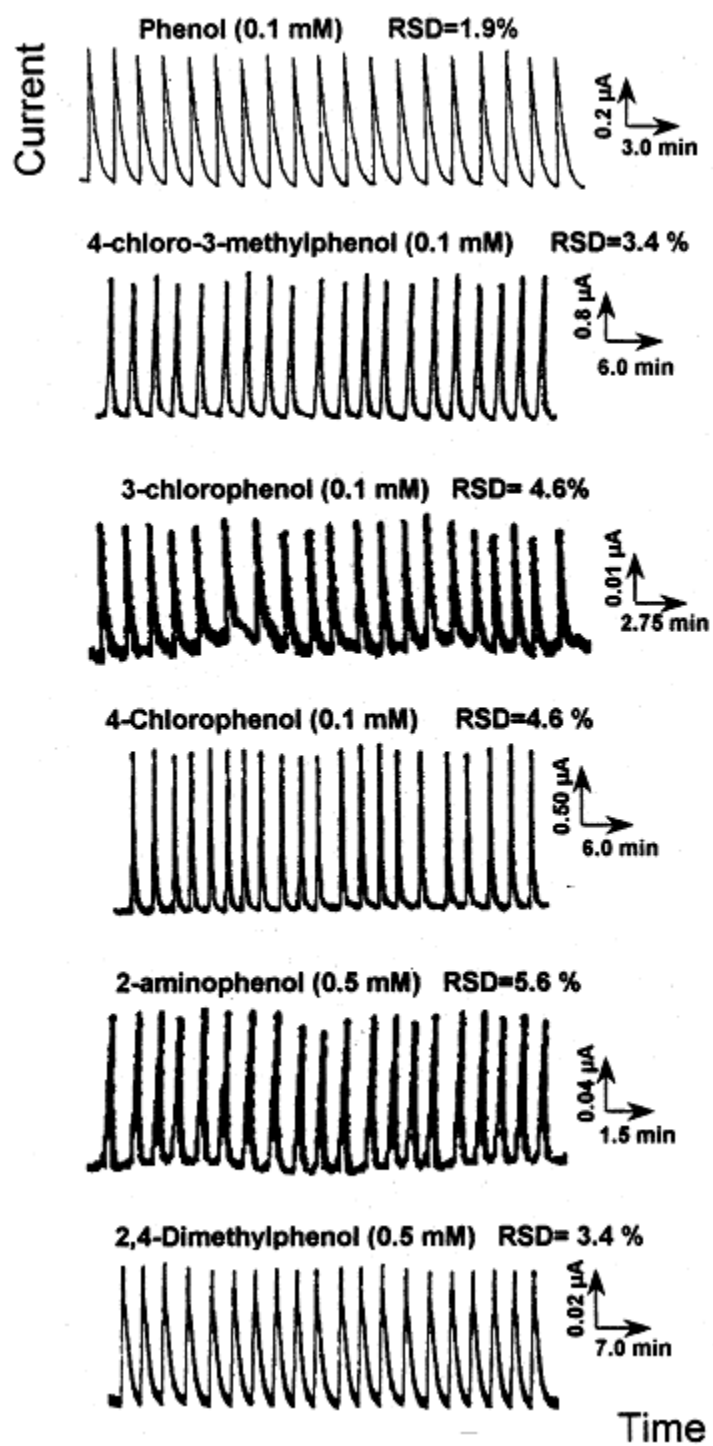 Phenol (0.1 mM) RSD=1.9%
Current
0.2 µA
3.0 min
4-chloro-3-methylphenol (0.1 mM) RSD=3.4 %
0.8 µA
6.0 min
3-chlorophenol (0.1 mM) RSD= 4.6%
0.01 µA
2.75 min
4-Chlorophenol (0.1 mM) RSD=4.6 %
0.50 µA
6.0 min
2-aminophenol (0.5 mM) RSD=5.6 %
0.04 µA
1.5 min
2,4-Dimethylphenol (0.5 mM) RSD= 3.4 %
0.02 µA
7.0 min
Time